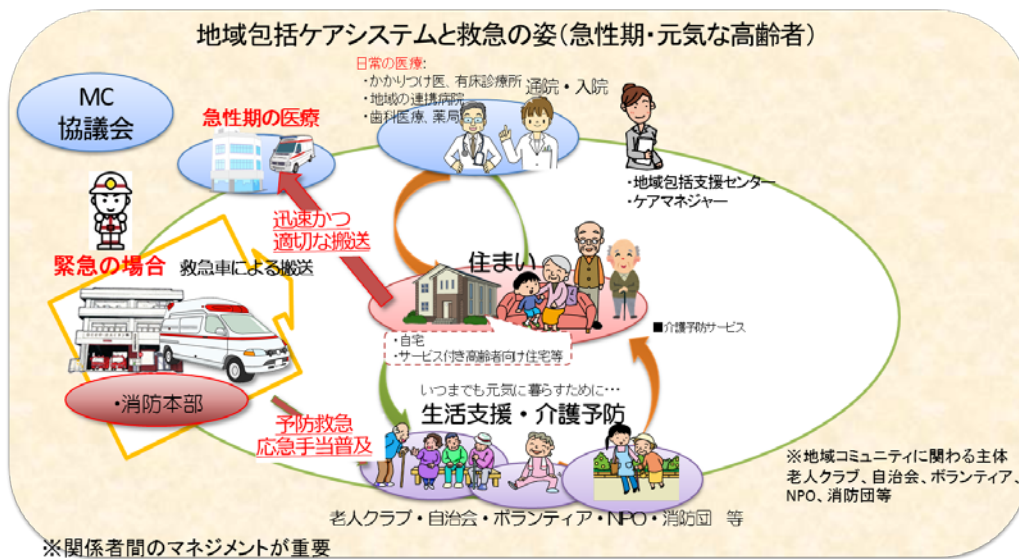 地域包括ケアシステムと救急の姿(急性期・元気な高齢者)
MC
協議会
日常の医療:
・かかりつけ医、有床診療所
・地域の連携病院
・歯科医療、薬局
通院・入院
急性期の医療
・地域包括支援センター
・ケアマネジャー
迅速かつ
適切な搬送
緊急の場合
救急車による搬送
住まい
■介護予防サービス
・自宅
・サービス付き高齢者向け住宅等
いつまでも元気に暮らすために…
生活支援・介護予防
・消防本部
予防救急
応急手当普及
※地域コミュニティに関わる主体
老人クラブ、自治会、ボランティア、
NPO、消防団等
老人クラブ・自治会・ボランティア・NPO・消防団 等
※関係者間のマネジメントが重要